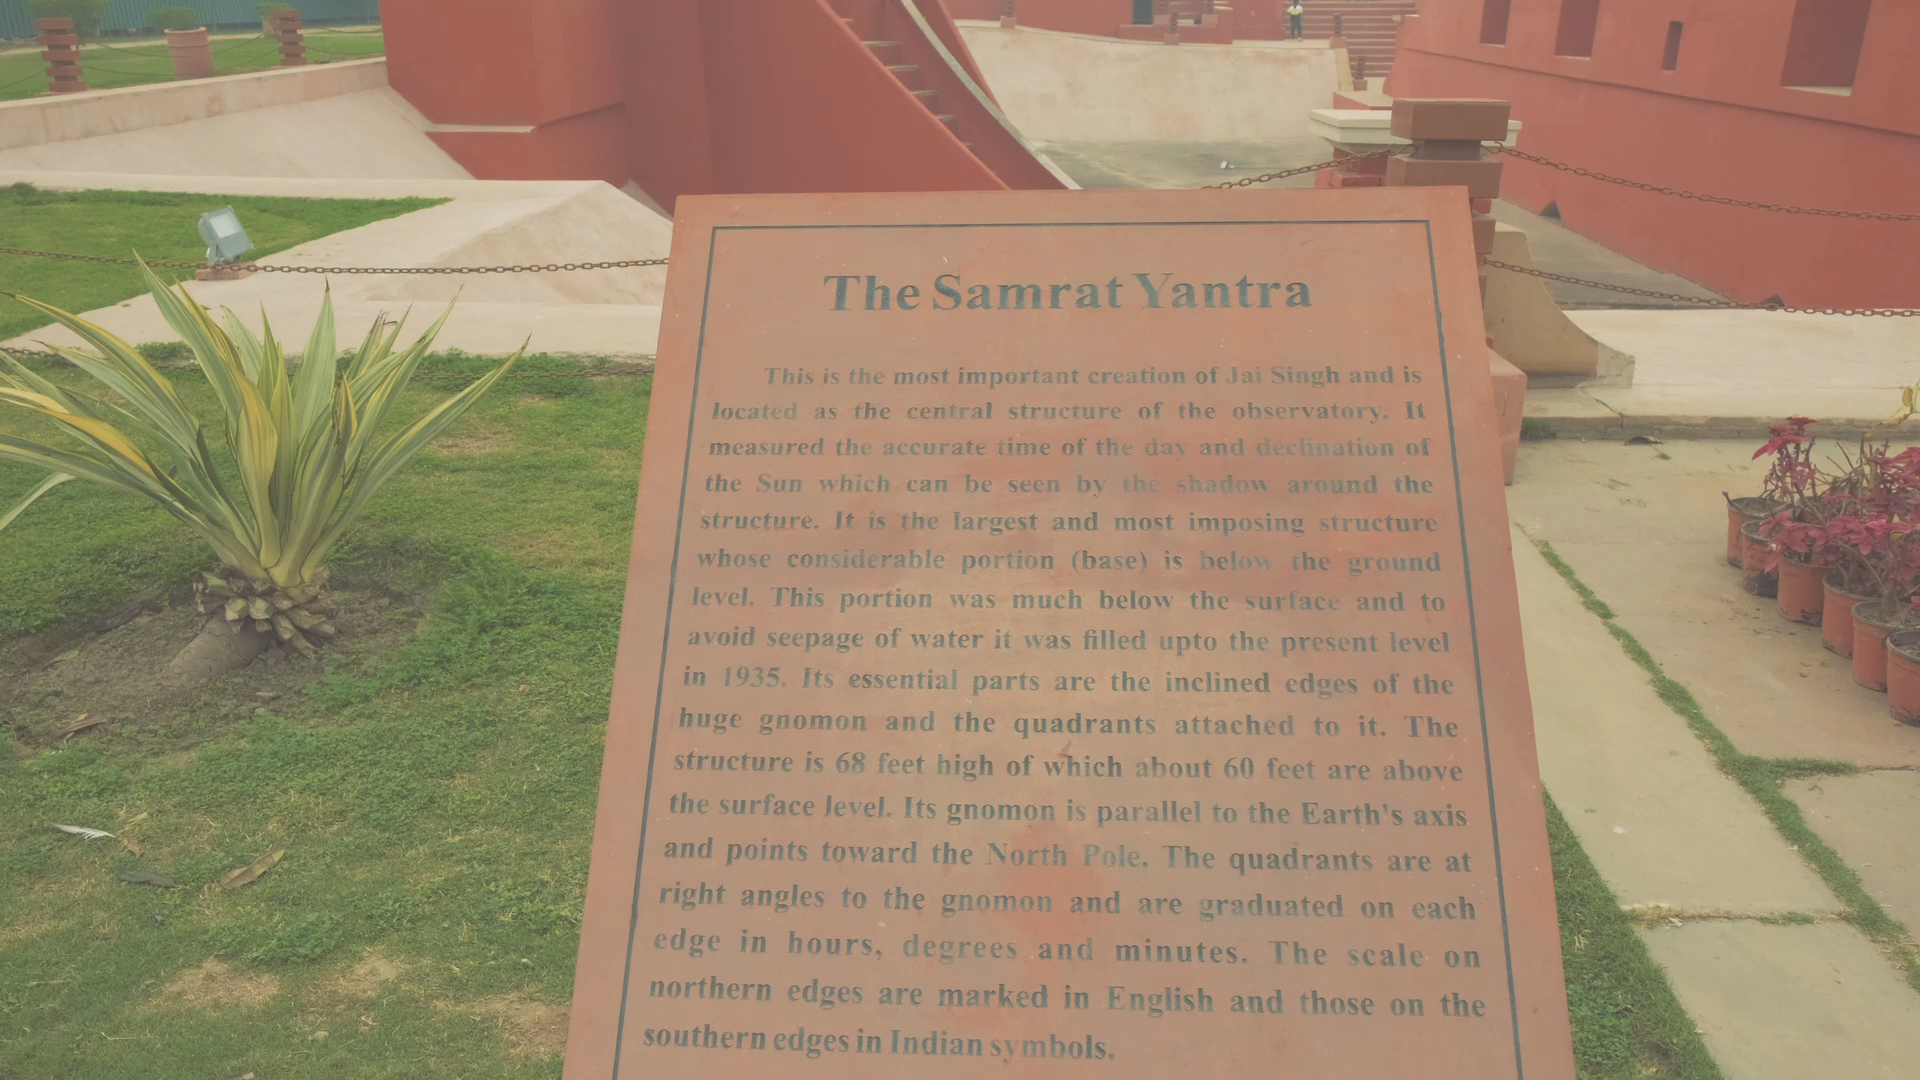 The Samrat Yantra
This is the most important creation of Jai Singh and is
located as the central structure of the observatory. It
measured the accurate time of the day and declination of
the Sun which can be seen by the shadow around the
structure. It is the largest and most imposing structure
whose considerable portion (base) is below the ground
level. This portion was much below the surface and to
avoid seepage of water it was filled upto the present level
in 1935. Its essential parts are the inclined edges of the
huge gnomon and the quadrants attached to it. The
structure is 68 feet high of which about 60 feet are above
the surface level. Its gnomon is parallel to the Earth's axis
and points toward the North Pole. The quadrants are at
right angles to the gnomon and are graduated on each
edge in hours, degrees and minutes. The scale on
northern edges are marked in English and those on the
southern edges in Indian symbols.